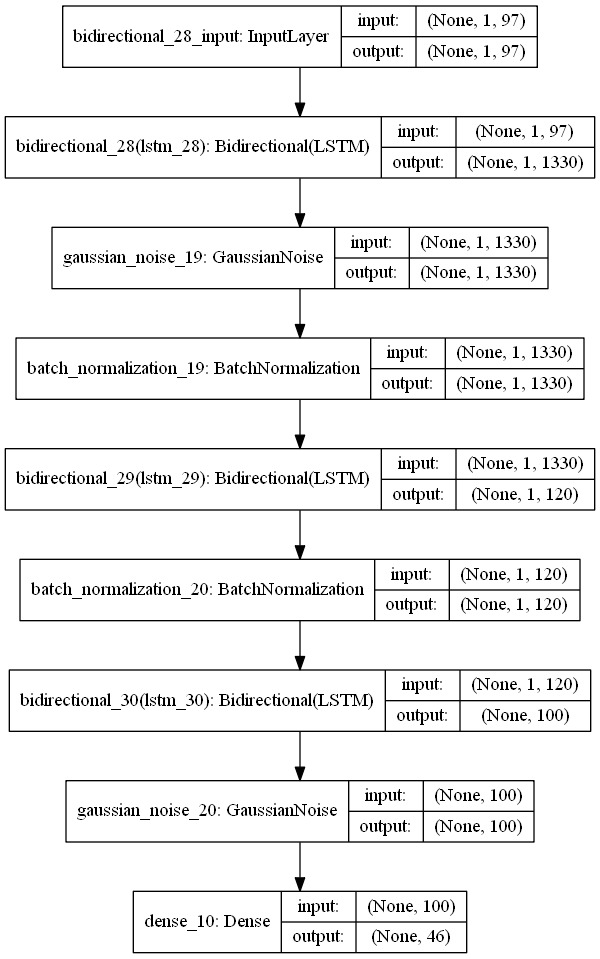 bidirectional_28_input: InputLayer
input: (None, 1, 97)
output: (None, 1, 97)
bidirectional_28(lstm_28): Bidirectional(LSTM)
input: (None, 1, 97)
output: (None, 1, 1330)
gaussian_noise_19: GaussianNoise
input: (None, 1, 1330)
output: (None, 1, 1330)
batch_normalization_19: BatchNormalization
input: (None, 1, 1330)
output: (None, 1, 1330)
bidirectional_29(lstm_29): Bidirectional(LSTM)
input: (None, 1, 1330)
output: (None, 1, 120)
batch_normalization_20: BatchNormalization
input: (None, 1, 120)
output: (None, 1, 120)
bidirectional_30(lstm_30): Bidirectional(LSTM)
input: (None, 1, 120)
output: (None, 100)
gaussian_noise_20: GaussianNoise
input: (None, 100)
output: (None, 100)
dense_10: Dense
input: (None, 100)
output: (None, 46)